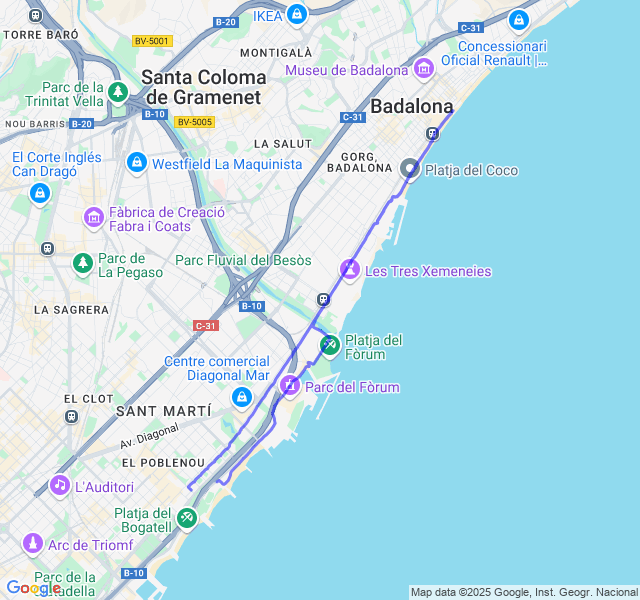 IKEA
TORRE BARÓ
B-20
BV-5001
C-31
Concessionari
Oficial Renault |...
MONTIGALÀ
Museu de Badalona
Santa Coloma
de Gramenet
Parc de la
Trinitat Vella
B-10
Badalona
C-31
NOU BARRIS
B-20
BV-5005
LA SALUT
El Corte Inglés
Can Dragó
Westfield La Maquinista
GORG,
BADALONA
Platja del Coco
Fàbrica de Creació
Fabra i Coats
Parc de
La Pegaso
Parc Fluvial del Besòs
Les Tres Xemeneies
LA SAGRERA
B-10
C-31
Platja del
Fòrum
Centre comercial
Diagonal Mar
Parc del Fòrum
EL CLOT
SANT MARTÍ
Av. Diagonal
EL POBLENOU
L'Auditori
Platja del
Bogatell
Arc de Triomf
B-10
Parc de la
Google
Map data ©2025 Google, Inst. Geogr. Nacional